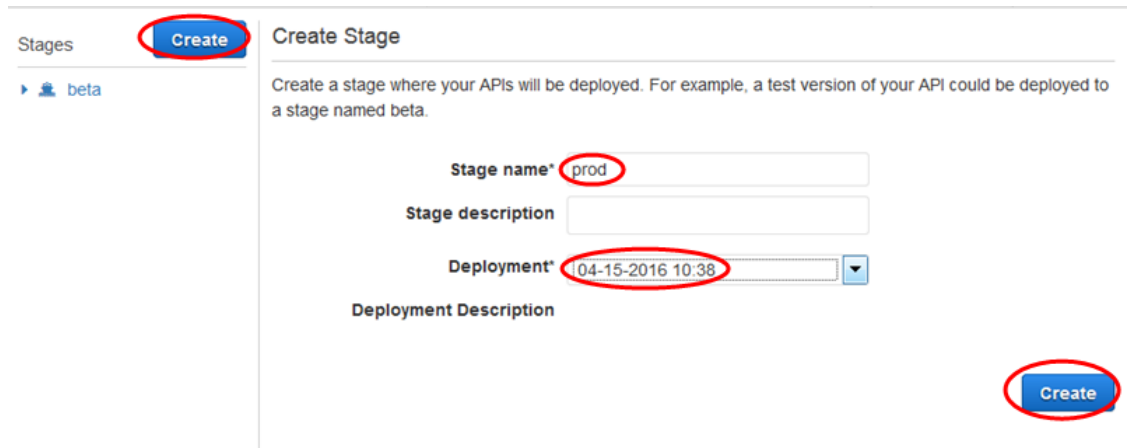 Stages
Create
beta
Create Stage
Create a stage where your APIs will be deployed. For example, a test version of your API could be deployed to
a stage named beta.
Stage name* prod
Stage description
Deployment* 04-15-2016 10:38
Deployment Description
Create